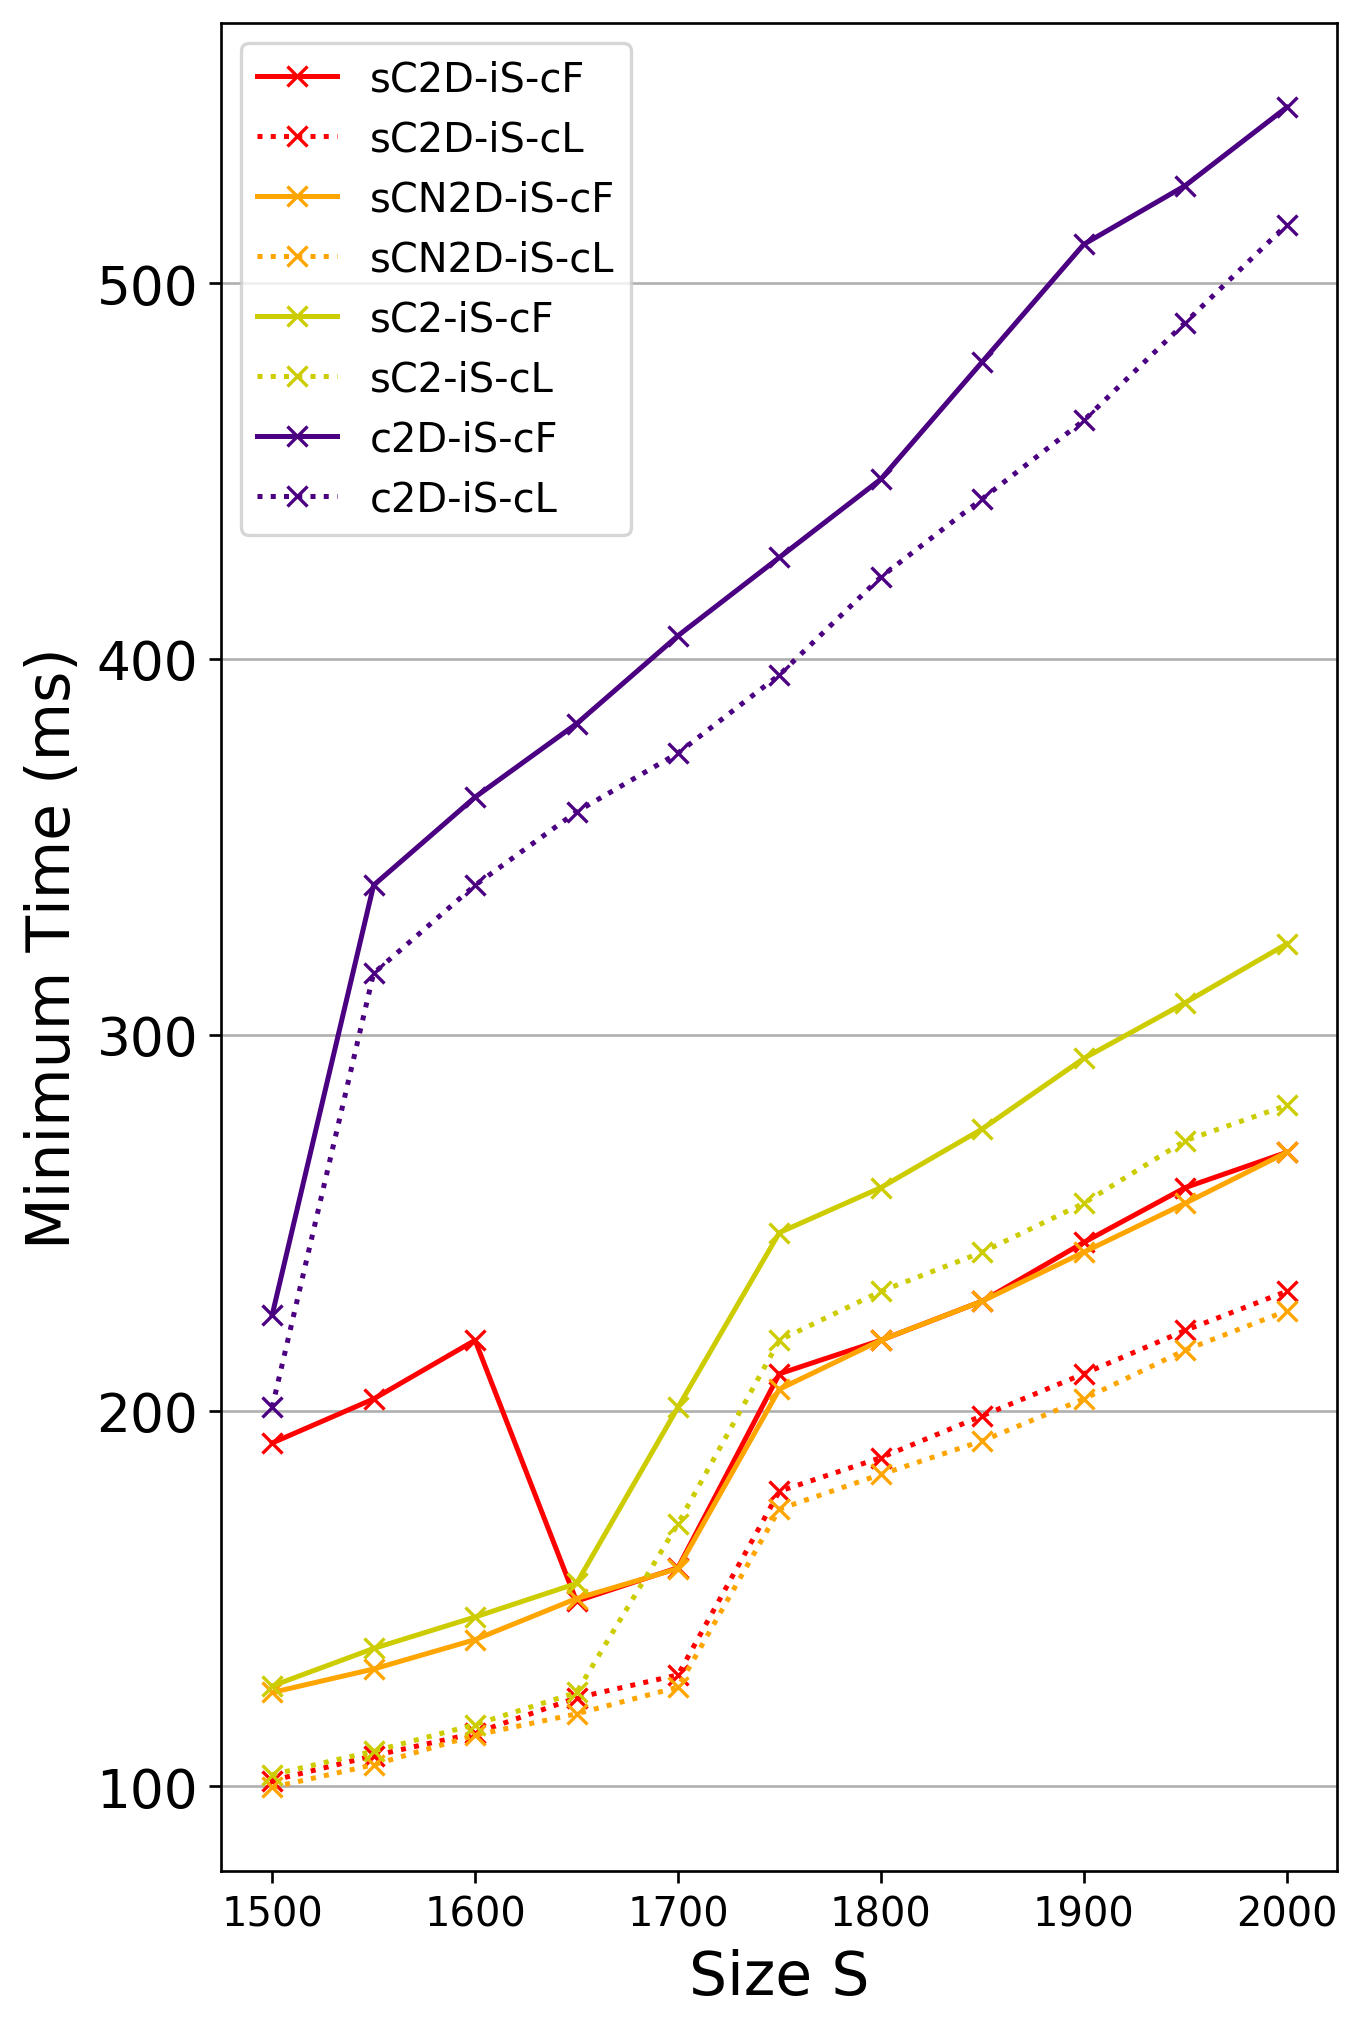 sC2D-iS-cF
sC2D-iS-cL
sCN2D-iS-cF
sCN2D-iS-cL
sC2-iS-cF
sC2-iS-cL
c2D-iS-cF
c2D-iS-cL
Minimum Time (ms)
500
400
300
200
100
1500 1600 1700 1800 1900 2000
Size S